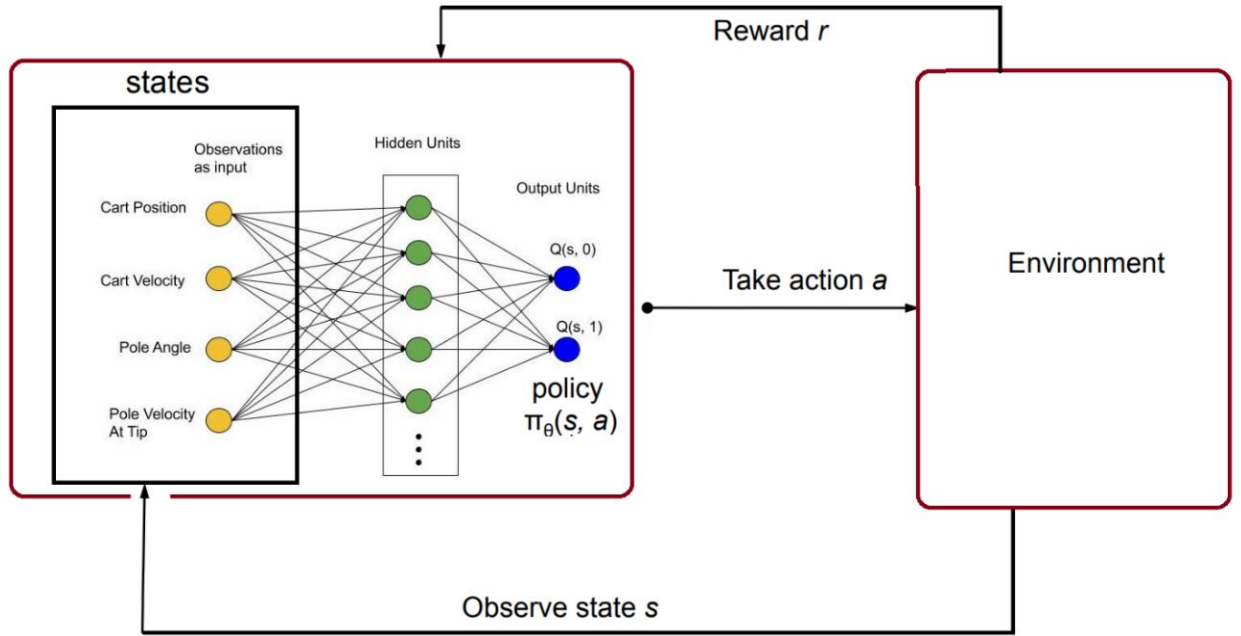 Reward r
states
Observations
as input
Hidden Units
Output Units
Cart Position
Cart Velocity
Pole Angle
Pole Velocity
At Tip
Q(s, 0)
Q(s, 1)
policy
πθ(s, a)
Take action a
Environment
Observe state s